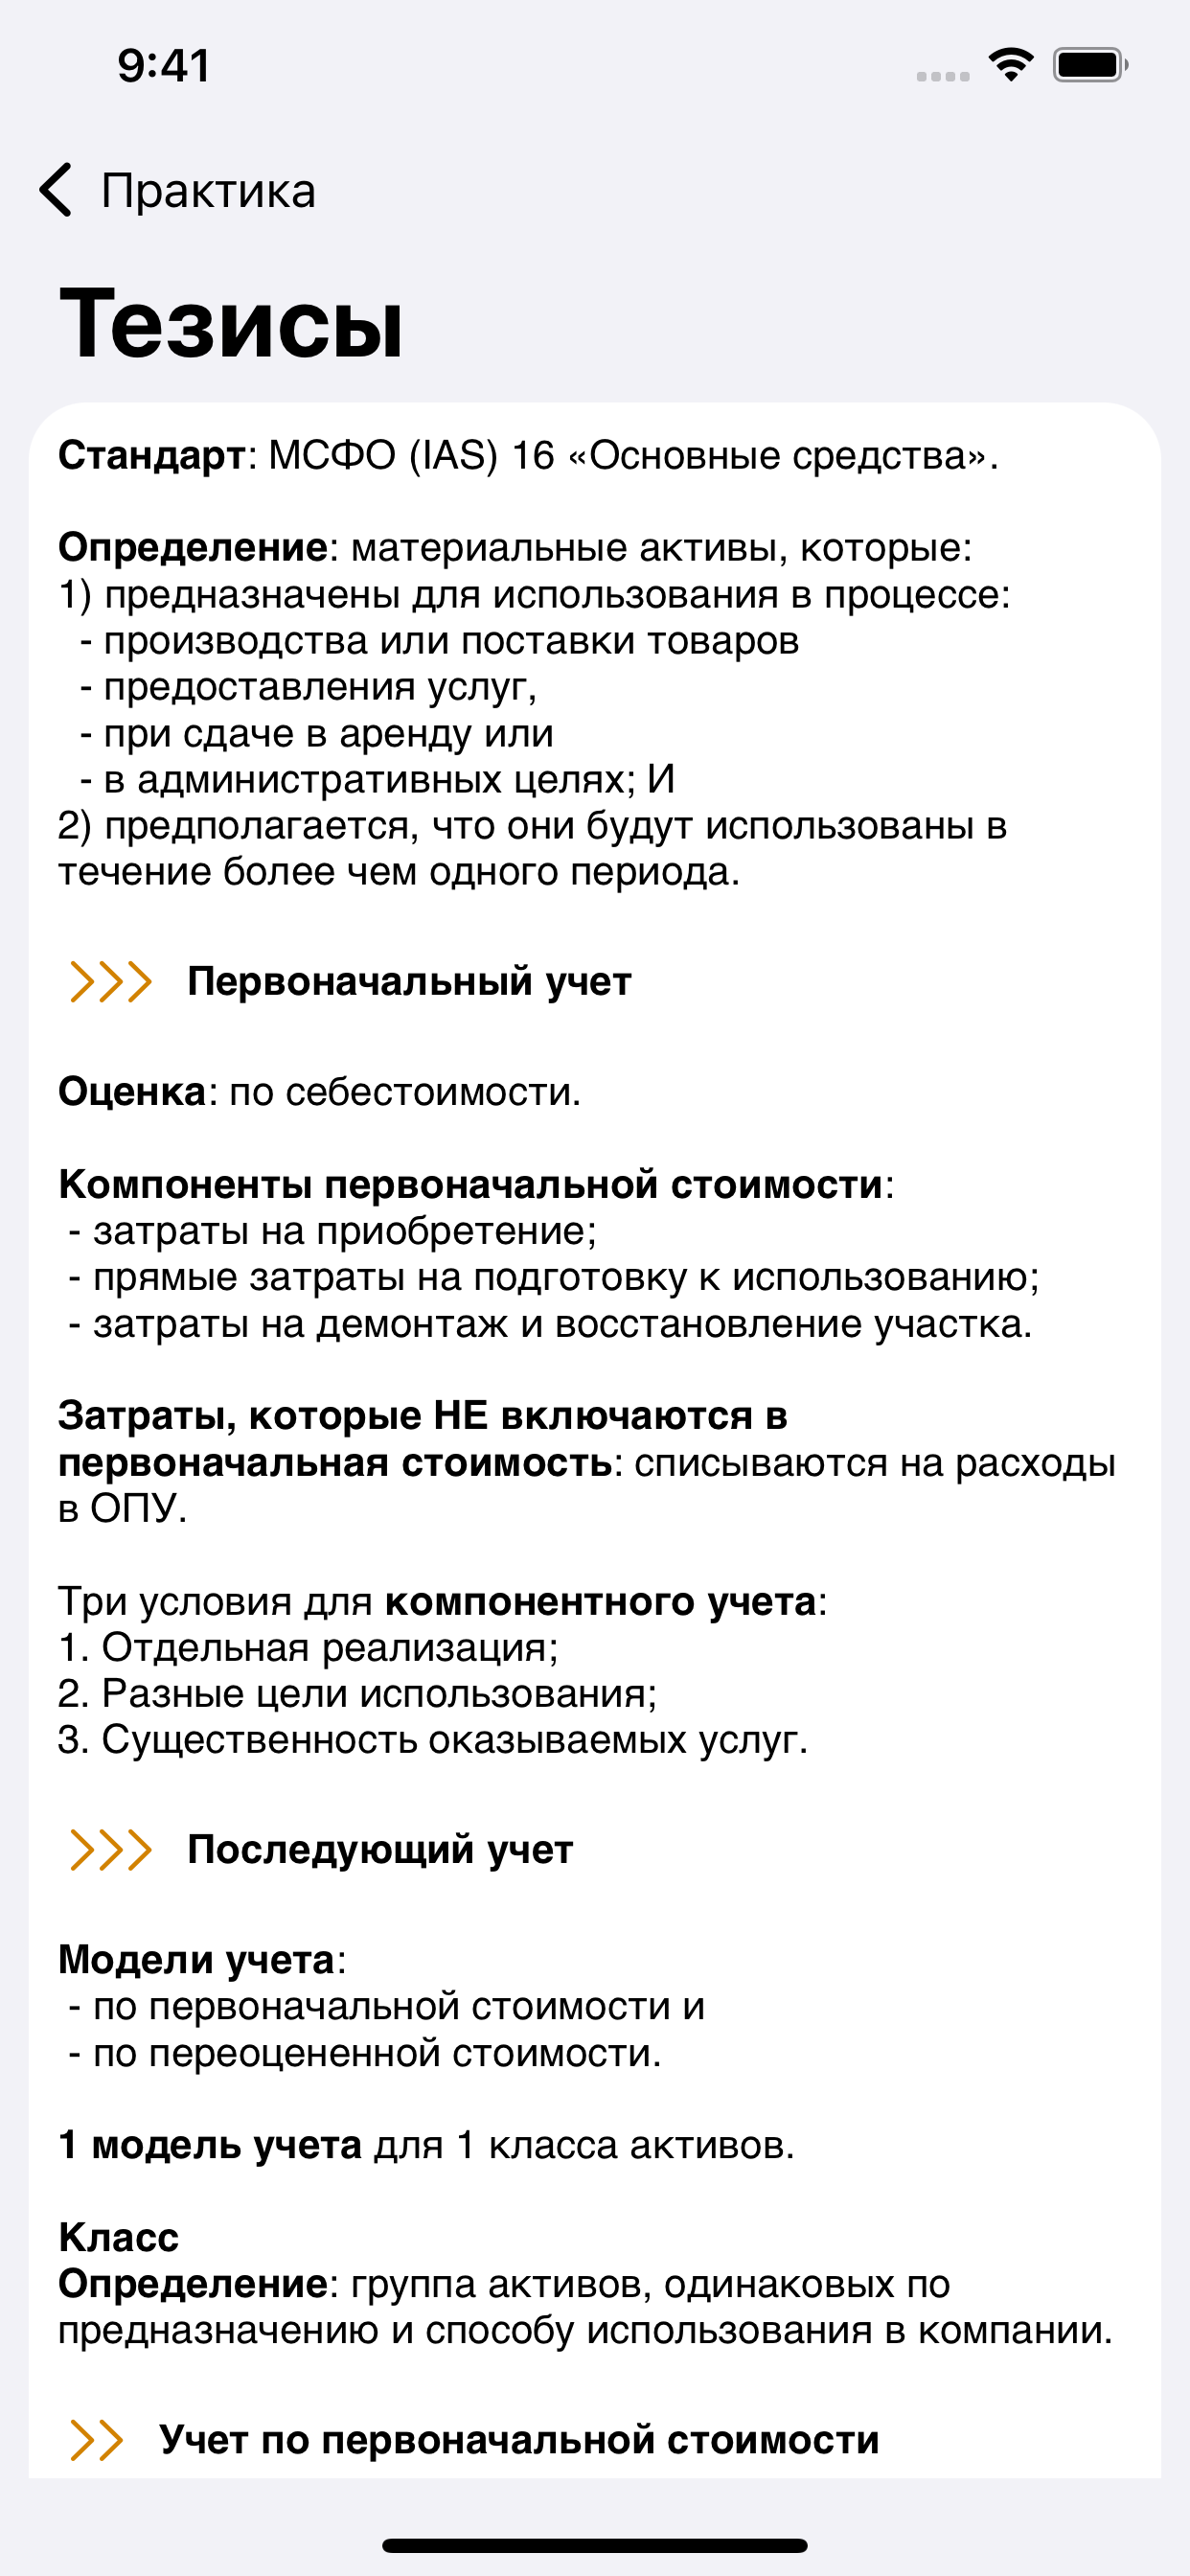 9:41
Практика
Тезисы
Стандарт: МСФО (IAS) 16 «Основные средства».
Определение: материальные активы, которые:
1) предназначены для использования в процессе:
- производства или поставки товаров
- предоставления услуг,
- при сдаче в аренду или
- в административных целях; И
2) предполагается, что они будут использованы в
течение более чем одного периода.
Первоначальный учет
Оценка: по себестоимости.
Компоненты первоначальной стоимости:
- затраты на приобретение;
- прямые затраты на подготовку к использованию;
- затраты на демонтаж и восстановление участка.
Затраты, которые НЕ включаются в
первоначальная стоимость: списываются на расходы
в ОПУ.
Три условия для компонентного учета:
1. Отдельная реализация;
2. Разные цели использования;
3. Существенность оказываемых услуг.
Последующий учет
Модели учета:
- по первоначальной стоимости и
- по переоцененной стоимости.
1 модель учета для 1 класса активов.
Класс
Определение: группа активов, одинаковых по
предназначению и способу использования в компании.
Учет по первоначальной стоимости